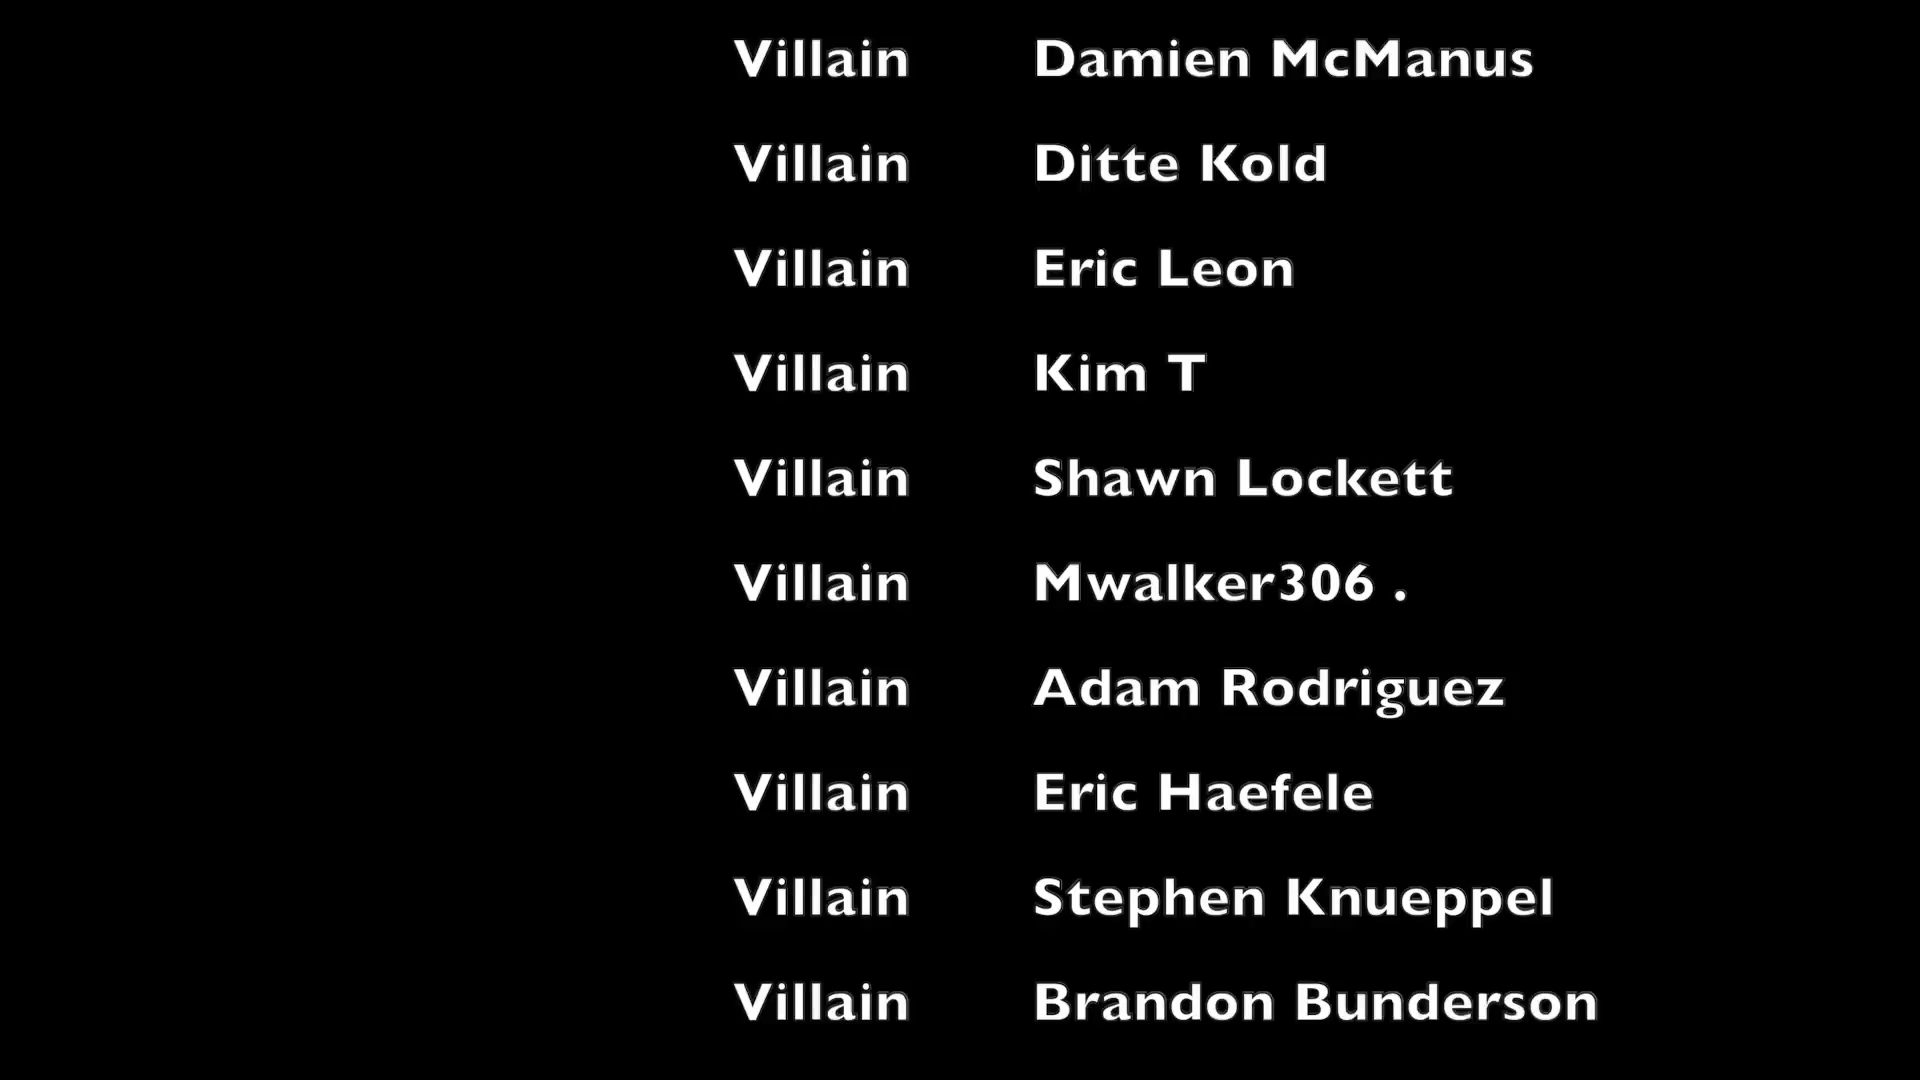 Villain Damien McManus
Villain Ditte Kold
Villain Eric Leon
Villain Kim T
Villain Shawn Lockett
Villain Mwalker306 .
Villain Adam Rodriguez
Villain Eric Haefele
Villain Stephen Knueppel
Villain Brandon Bunderson